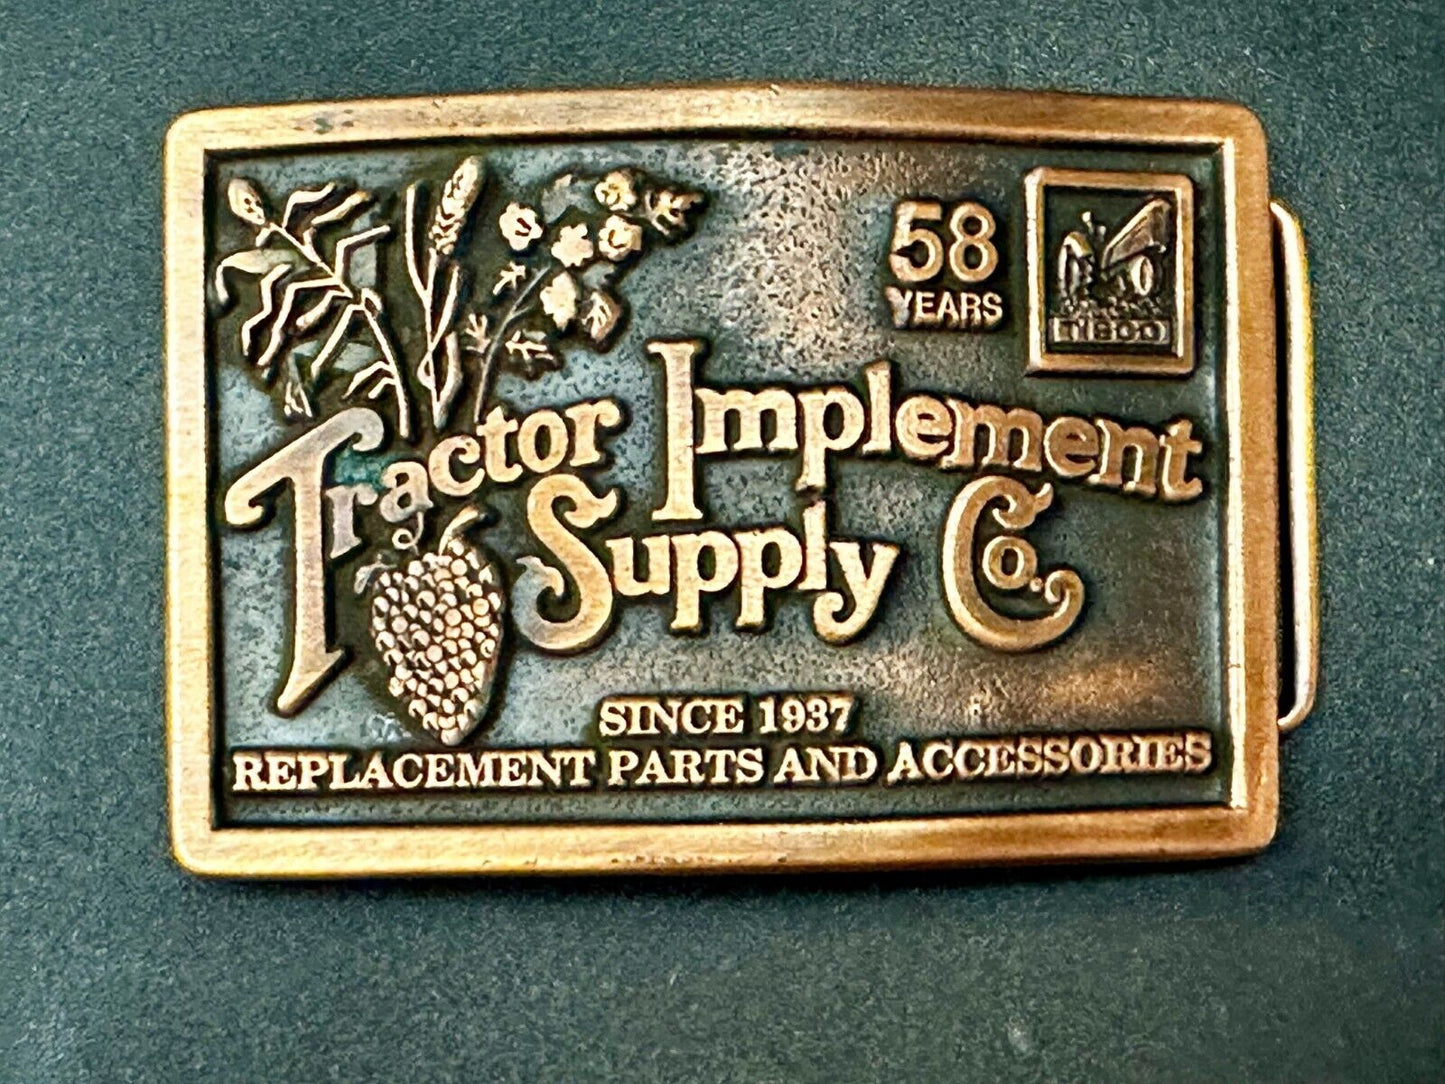 58
YEARS
TISCO
Tractor Implement
Supply Co.
SINCE 1937
REPLACEMENT PARTS AND ACCESSORIES